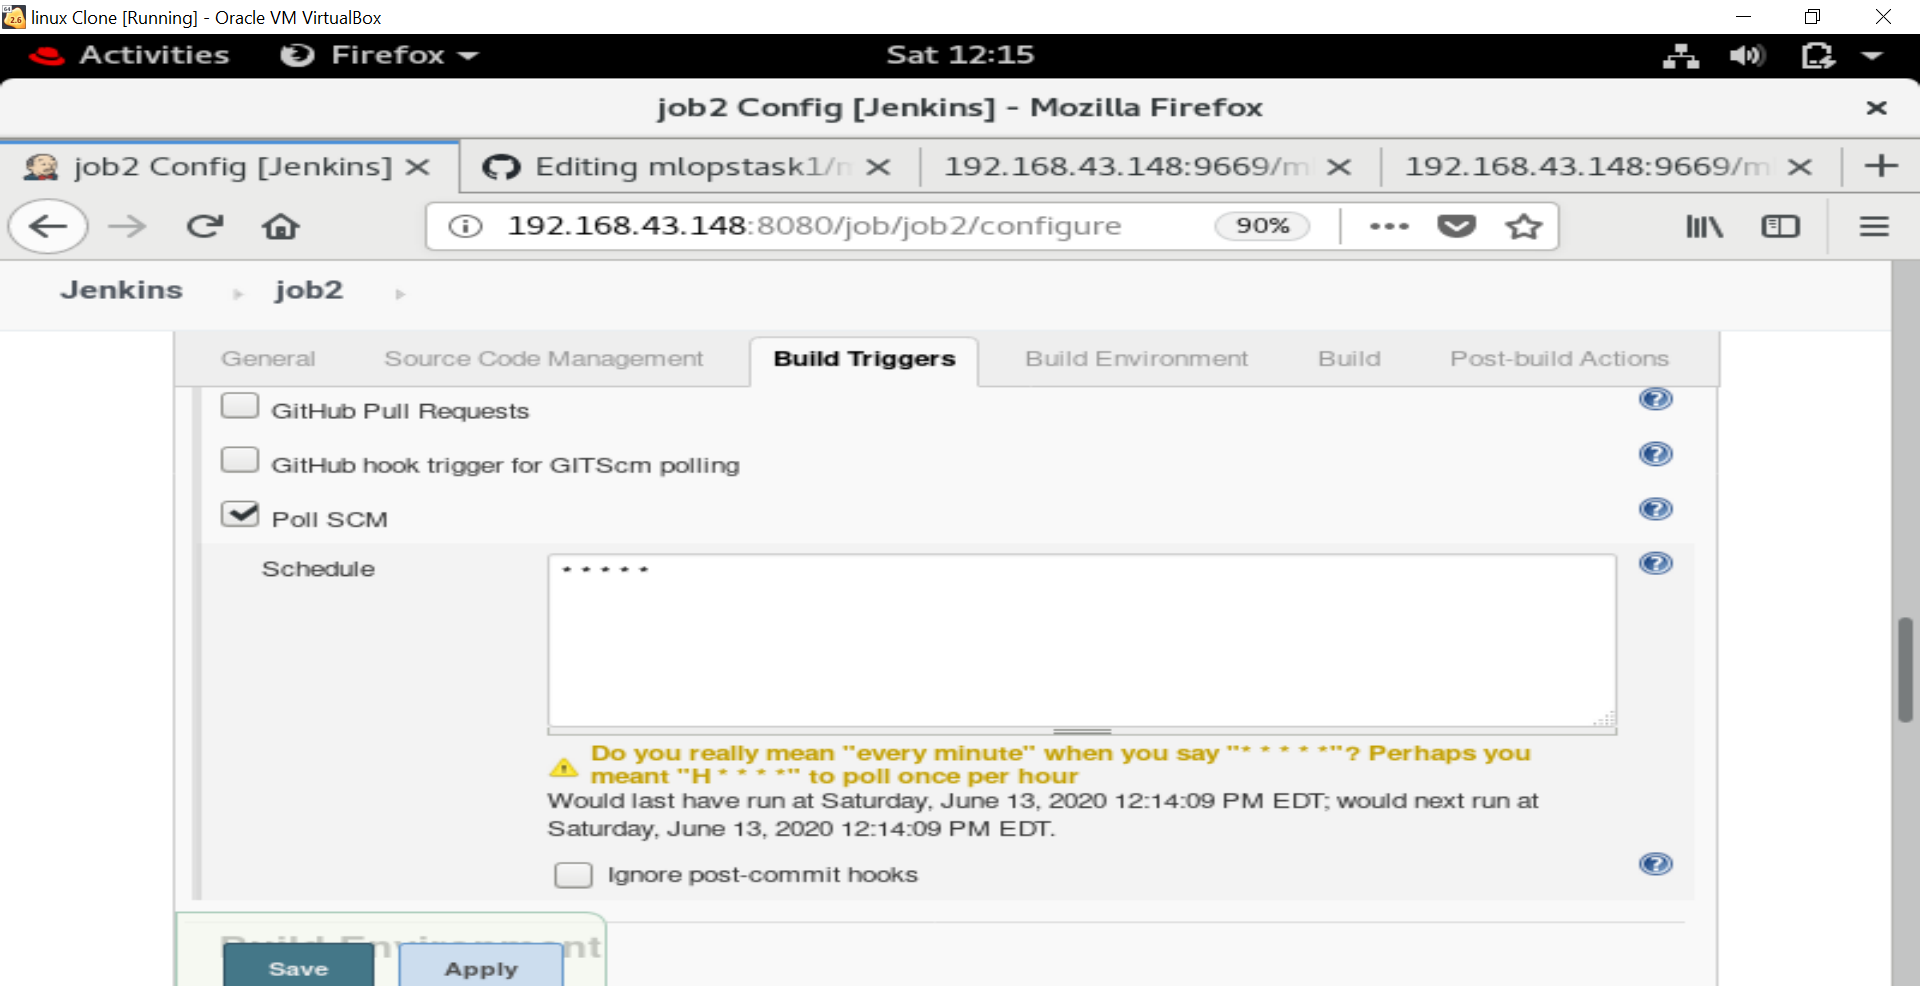 linux Clone [Running] - Oracle VM VirtualBox
Activities Firefox Sat 12:15
job2 Config [Jenkins] - Mozilla Firefox
job2 Config [Jenkins] Editing mlopstask1/ 192.168.43.148:9669/m 192.168.43.148:9669/m
192.168.43.148:8080/job/job2/configure 90%
Jenkins job2
General Source Code Management Build Triggers Build Environment Build Post-build Actions
GitHub Pull Requests
GitHub hook trigger for GITScm polling
Poll SCM
Schedule * * * * *
Do you really mean "every minute" when you say "* * * * *"? Perhaps you
meant "H * * * *" to poll once per hour
Would last have run at Saturday, June 13, 2020 12:14:09 PM EDT; would next run at
Saturday, June 13, 2020 12:14:09 PM EDT.
Ignore post-commit hooks
Build Environment
Save Apply